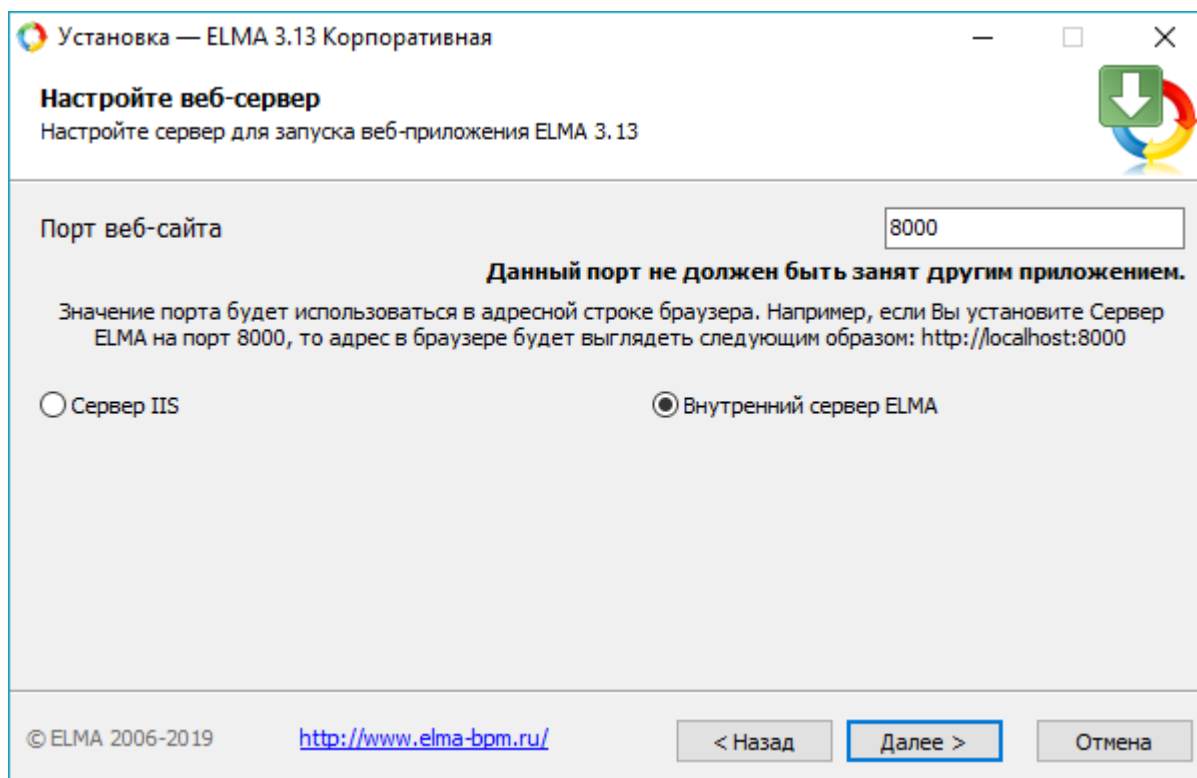 Установка — ELMA 3.13 Корпоративная
Настройте веб-сервер
Настройте сервер для запуска веб-приложения ELMA 3.13
Порт веб-сайта
8000
Данный порт не должен быть занят другим приложением.
Значение порта будет использоваться в адресной строке браузера. Например, если Вы установите Сервер
ELMA на порт 8000, то адрес в браузере будет выглядеть следующим образом: http://localhost:8000
Сервер IIS
Внутренний сервер ELMA
© ELMA 2006-2019
http://www.elma-bpm.ru/
< Назад
Далее >
Отмена